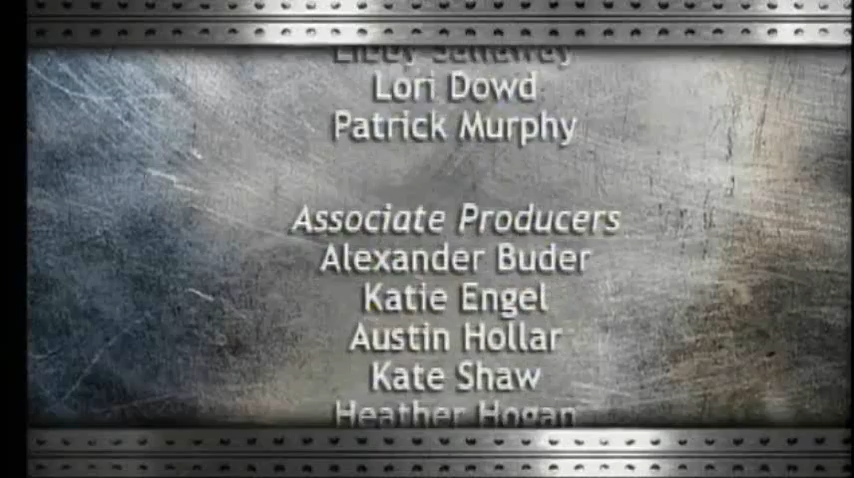 Lori Dowd
Patrick Murphy
Associate Producers
Alexander Buder
Katie Engel
Austin Hollar
Kate Shaw
Heather Hogan